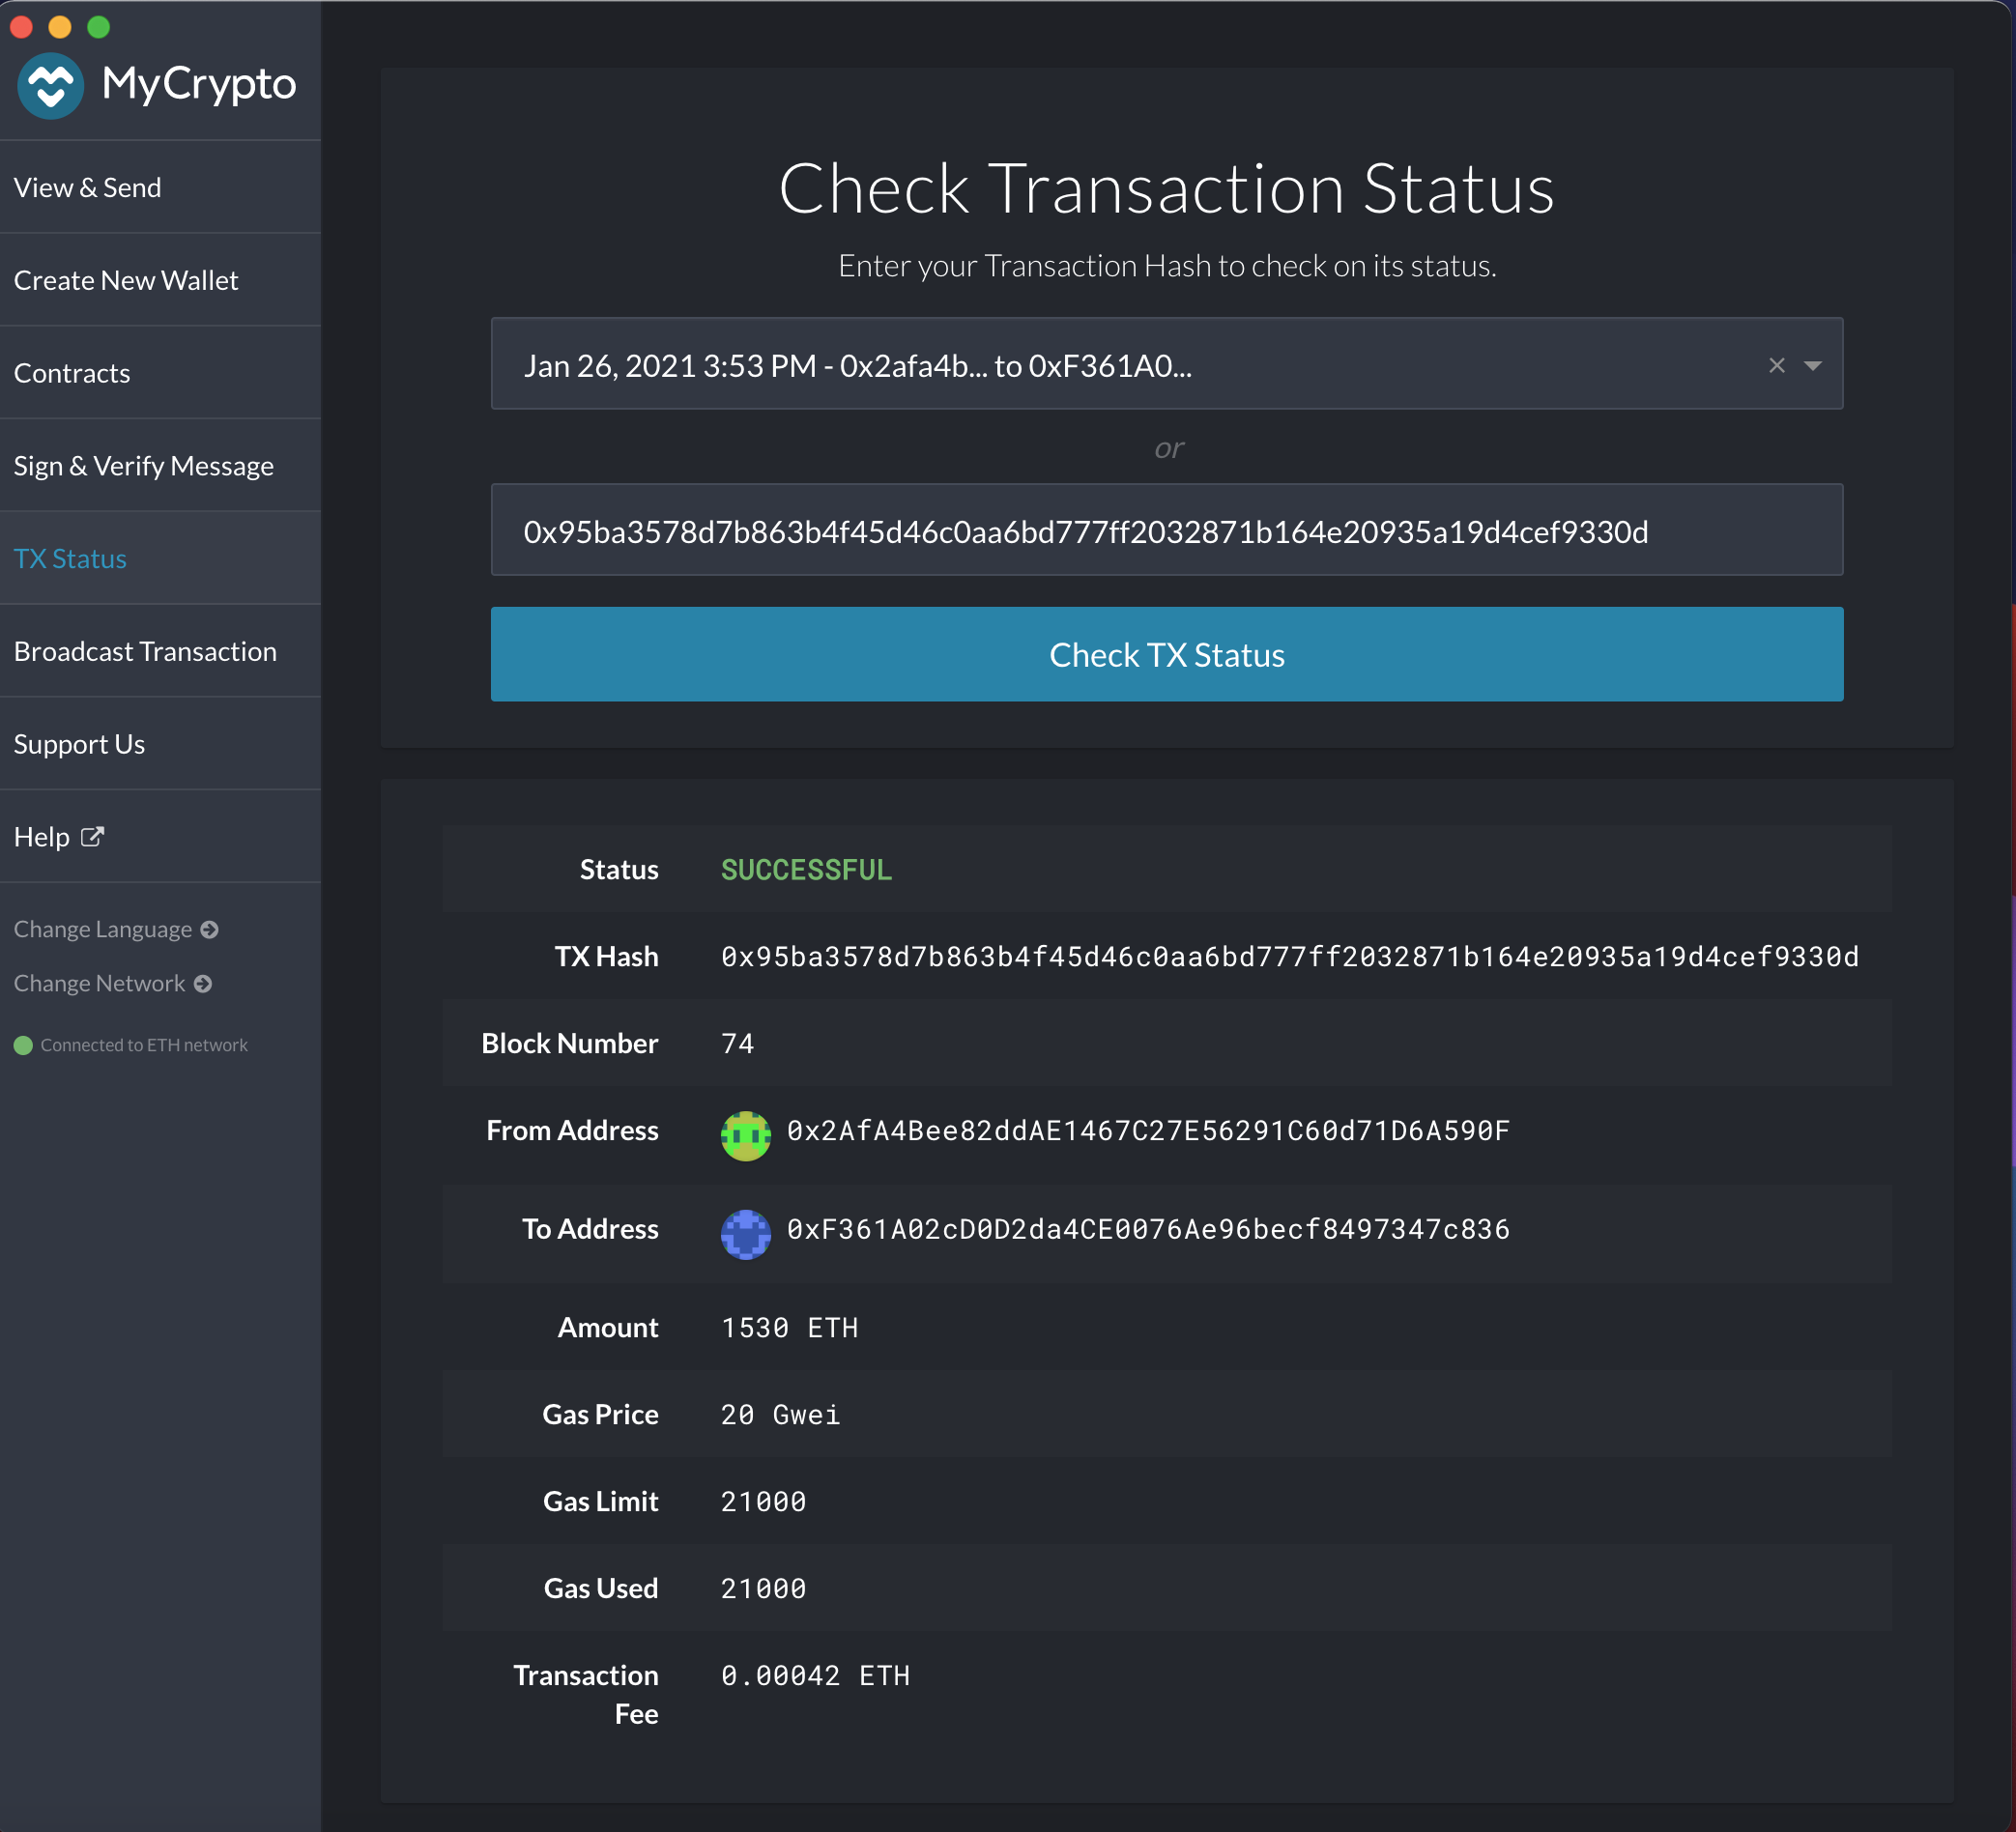 MyCrypto
View & Send
Create New Wallet
Contracts
Sign & Verify Message
TX Status
Broadcast Transaction
Support Us
Help
Change Language
Change Network
Connected to ETH network
Check Transaction Status
Enter your Transaction Hash to check on its status.
Jan 26, 2021 3:53 PM - 0x2afa4b... to 0xF361A0...
or
0x95ba3578d7b863b4f45d46c0aa6bd777ff2032871b164e20935a19d4cef9330d
Check TX Status
Status SUCCESSFUL
TX Hash 0x95ba3578d7b863b4f45d46c0aa6bd777ff2032871b164e20935a19d4cef9330d
Block Number 74
From Address 0x2AfA4Bee82ddAE1467C27E56291C60d71D6A590F
To Address 0xF361A02cD0D2da4CE0076Ae96becf8497347c836
Amount 1530 ETH
Gas Price 20 Gwei
Gas Limit 21000
Gas Used 21000
Transaction Fee 0.00042 ETH